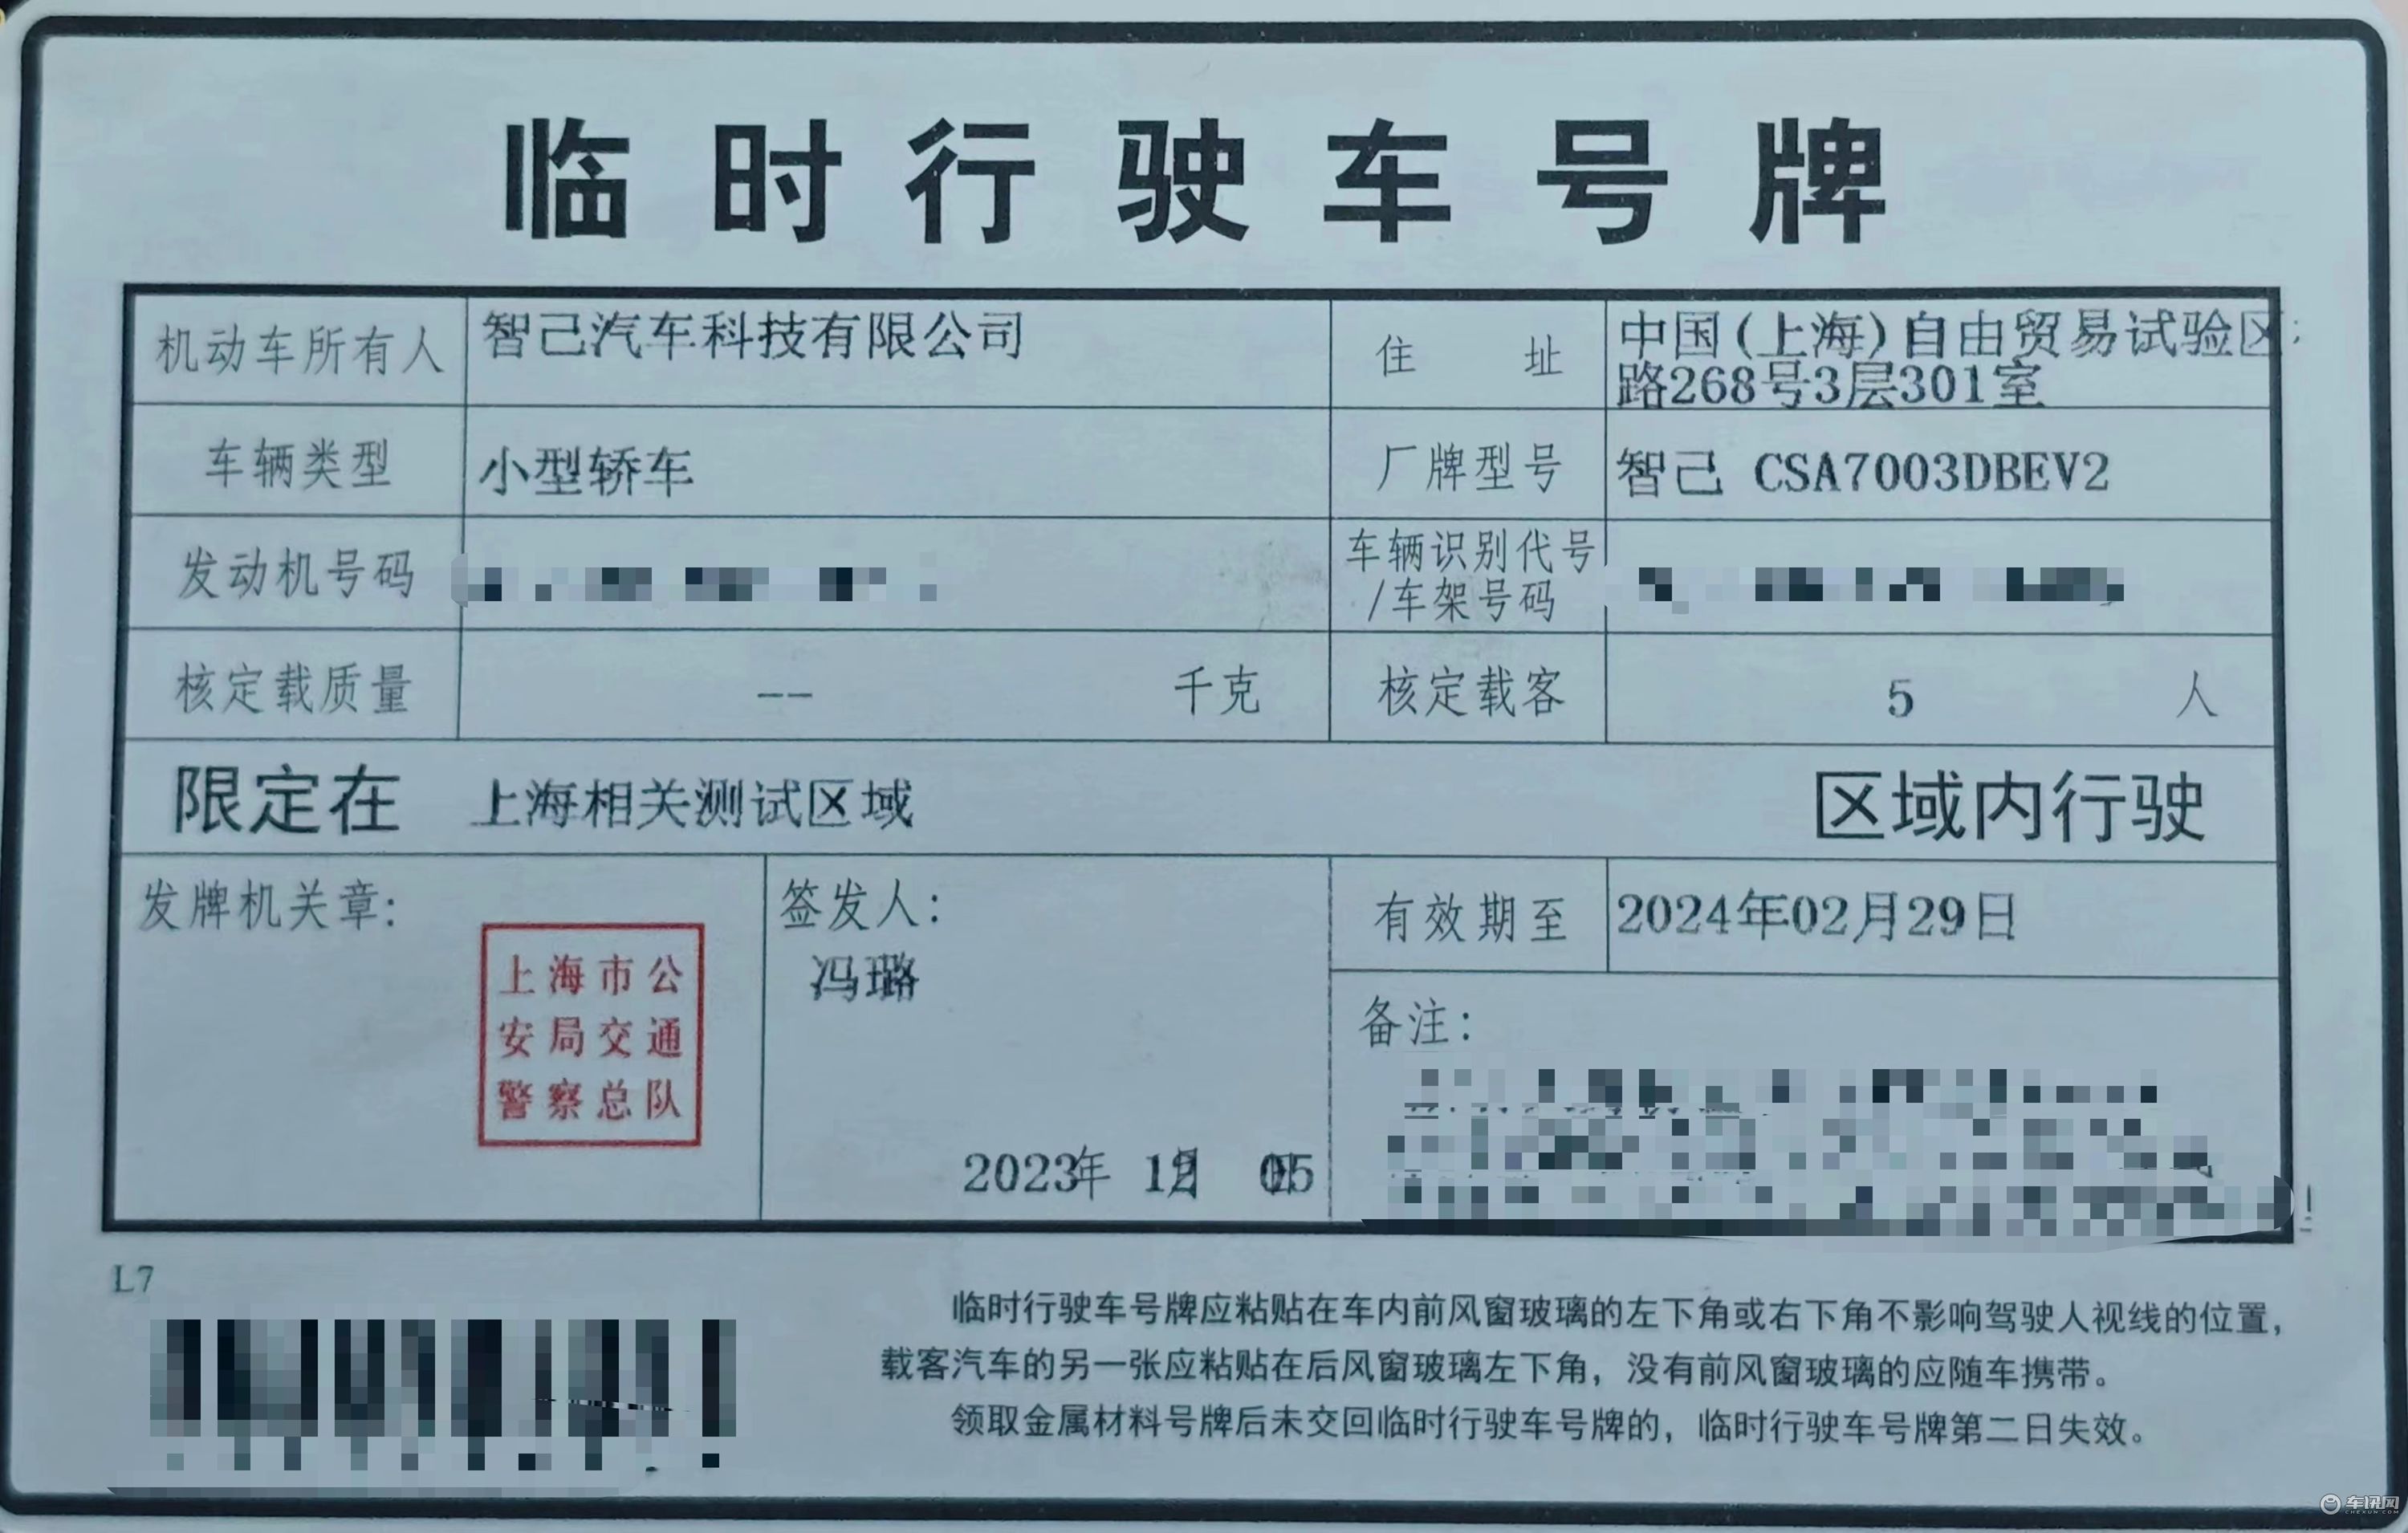 临时行驶车号牌
机动车所有人 智己汽车科技有限公司 住址 中国(上海)自由贸易试验区
路268号3层301室
车辆类型 小型轿车 厂牌型号 智己 CSA7003DBEV2
发动机号码 车辆识别代号
/车架号码
核定载质量 -- 千克 核定载客 5 人
限定在 上海相关测试区域 区域内行驶
发牌机关章: 签发人: 有效期至 2024年02月29日
冯璐
上海市公
安局交通
警察总队
备注:
2023年 12月 05日
L7
临时行驶车号牌应粘贴在车内前风窗玻璃的左下角或右下角不影响驾驶人视线的位置,
载客汽车的另一张应粘贴在后风窗玻璃左下角, 没有前风窗玻璃的应随车携带。
领取金属材料号牌后未交回临时行驶车号牌的, 临时行驶车号牌第二日失效。
车讯网
CHEXUN.COM